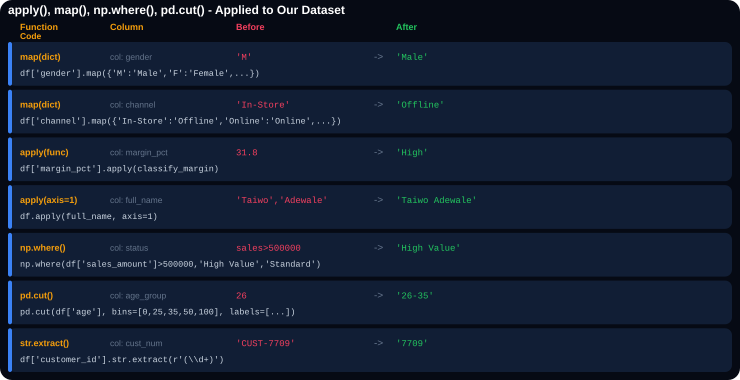 apply(), map(), np.where(), pd.cut() - Applied to Our Dataset
Function Column Before After
Code
map(dict) col: gender 'M' -> 'Male'
df['gender'].map({'M':'Male','F':'Female',...})
map(dict) col: channel 'In-Store' -> 'Offline'
df['channel'].map({'In-Store':'Offline','Online':'Online',...})
apply(func) col: margin_pct 31.8 -> 'High'
df['margin_pct'].apply(classify_margin)
apply(axis=1) col: full_name 'Taiwo','Adewale' -> 'Taiwo Adewale'
df.apply(full_name, axis=1)
np.where() col: status sales>500000 -> 'High Value'
np.where(df['sales_amount']>500000,'High Value','Standard')
pd.cut() col: age_group 26 -> '26-35'
pd.cut(df['age'], bins=[0,25,35,50,100], labels=[...])
str.extract() col: cust_num 'CUST-7709' -> '7709'
df['customer_id'].str.extract(r'(\\d+)')